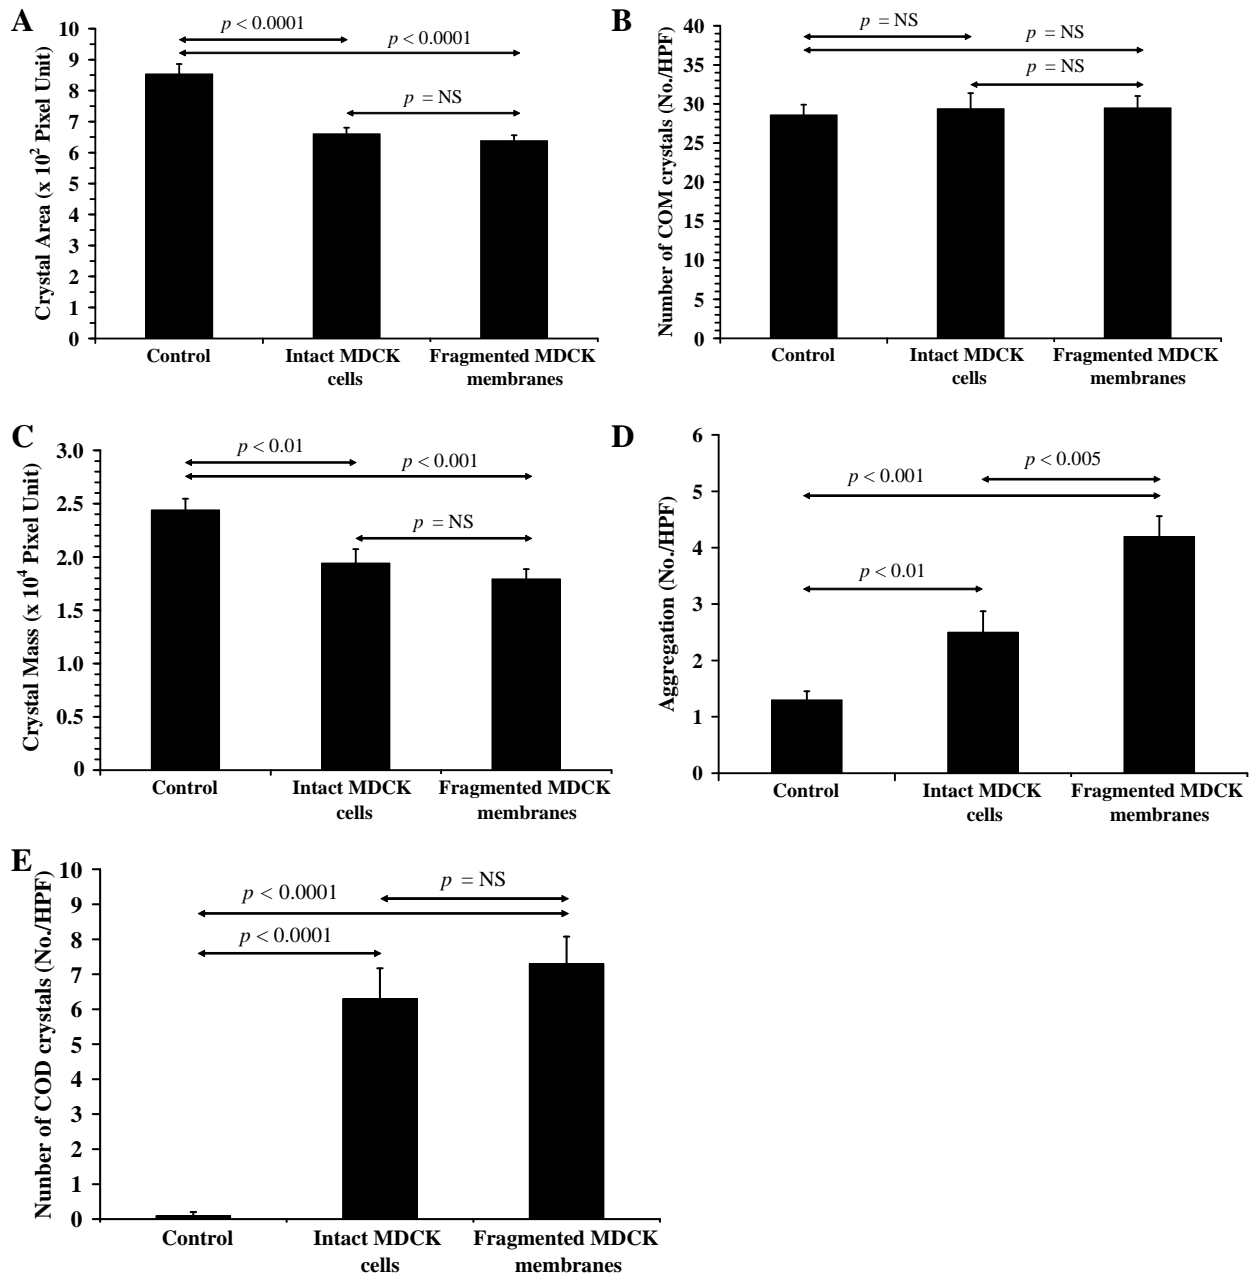 A
p < 0.0001
p < 0.0001
p = NS
Crystal Area (x 10² Pixel Unit)
10
9
8
7
6
5
4
3
2
1
0
Control
Intact MDCK
cells
Fragmented MDCK
membranes
B
p = NS
p = NS
p = NS
Number of COM crystals (No./HPF)
40
35
30
25
20
15
10
5
0
Control
Intact MDCK
cells
Fragmented MDCK
membranes
C
p < 0.01
p < 0.001
p = NS
Crystal Mass (x 10⁴ Pixel Unit)
3.0
2.5
2.0
1.5
1.0
0.5
0
Control
Intact MDCK
cells
Fragmented MDCK
membranes
D
p < 0.005
p < 0.001
p < 0.01
Aggregation (No./HPF)
6
5
4
3
2
1
0
Control
Intact MDCK
cells
Fragmented MDCK
membranes
E
p = NS
p < 0.0001
p < 0.0001
Nunber of COD crystals (No./HPF)
10
9
8
7
6
5
4
3
2
1
0
Control
Intact MDCK
cells
Fragmented MDCK
membranes